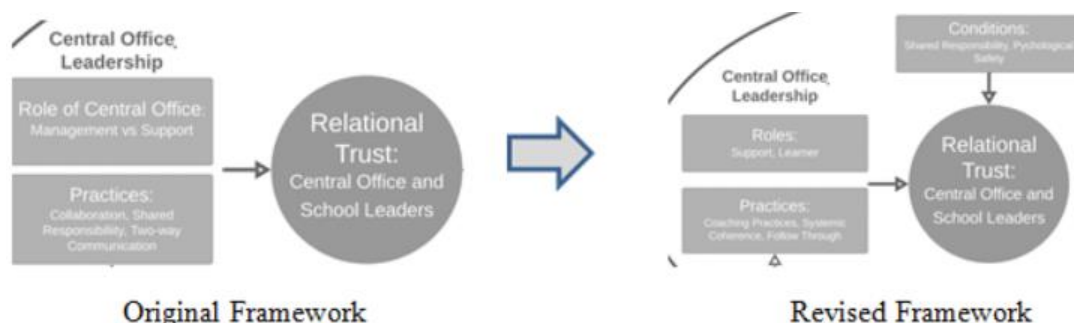 Central Office
Leadership
Role of Central Office:
Management vs Support
Practices:
Collaboration, Shared
Responsibility, Two-way
Communication
Relational
Trust:
Central Office and
School Leaders
Original Framework
Conditions:
Shared Responsibility, Pychological
Safety
Central Office
Leadership
Roles:
Support, Learner
Practices:
Coaching Practices, Systemic
Coherence, Follow Through
Relational
Trust:
Central Office and
School Leaders
Revised Framework